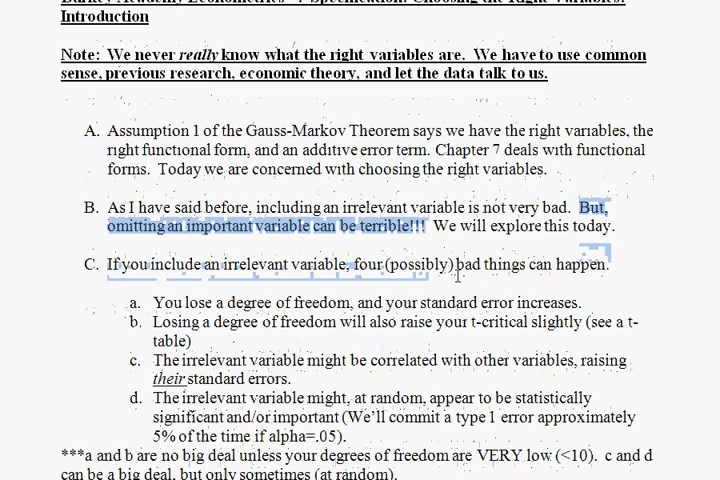 Introduction
Note: We never really know what the right variables are. We have to use common
sense, previous research, economic theory, and let the data talk to us.
A. Assumption 1 of the Gauss-Markov Theorem says we have the right variables, the
right functional form, and an additive error term. Chapter 7 deals with functional
forms. Today we are concerned with choosing the right variables.
B. As I have said before, including an irrelevant variable is not very bad. But,
omitting an important variable can be terrible!!! We will explore this today.
C. If you include an irrelevant variable, four (possibly) bad things can happen.
a. You lose a degree of freedom, and your standard error increases.
b. Losing a degree of freedom will also raise your t-critical slightly (see a t-
table)
c. The irrelevant variable might be correlated with other variables, raising
their standard errors.
d. The irrelevant variable might, at random, appear to be statistically
significant and/or important (We'll commit a type 1 error approximately
5% of the time if alpha=.05).
***a and b are no big deal unless your degrees of freedom are VERY low (<10). c and d
can be a big deal, but only sometimes (at random).